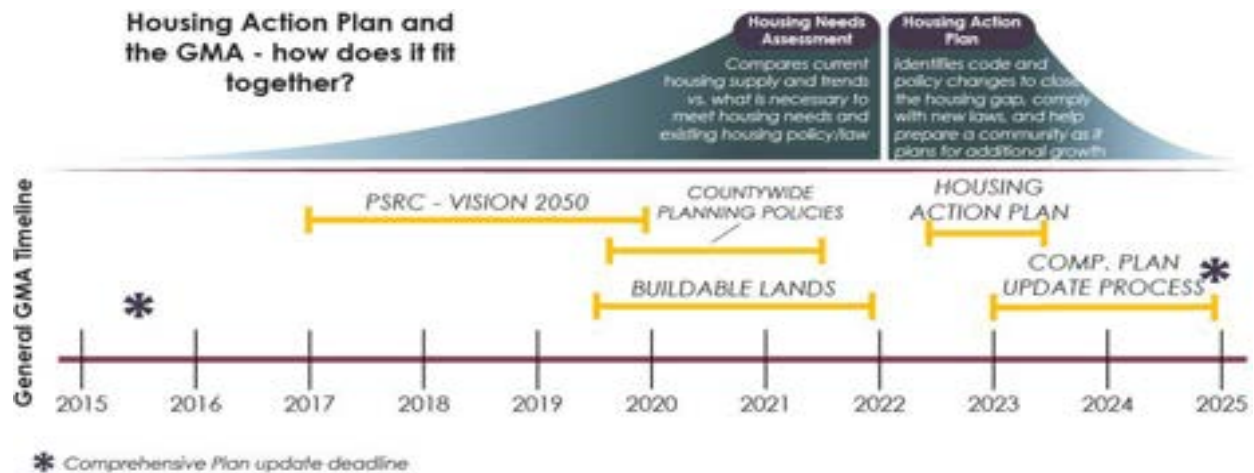 Housing Action Plan and
the GMA - how does it fit
together?
Housing Needs
Assessment
Compares current
housing supply and trends
vs. what is necessary to
meet housing needs and
existing housing policy/law
Housing Action
Plan
Identifies code and
policy changes to close
the housing gap, comply
with new laws, and help
prepare a community as it
plans for additional growth
General GMA Timeline
PSRC - VISION 2050
COUNTYWIDE
PLANNING POLICIES
HOUSING
ACTION PLAN
BUILDABLE LANDS
COMP. PLAN
UPDATE PROCESS
*
*
2015 2016 2017 2018 2019 2020 2021 2022 2023 2024 2025
* Comprehensive Plan update deadline